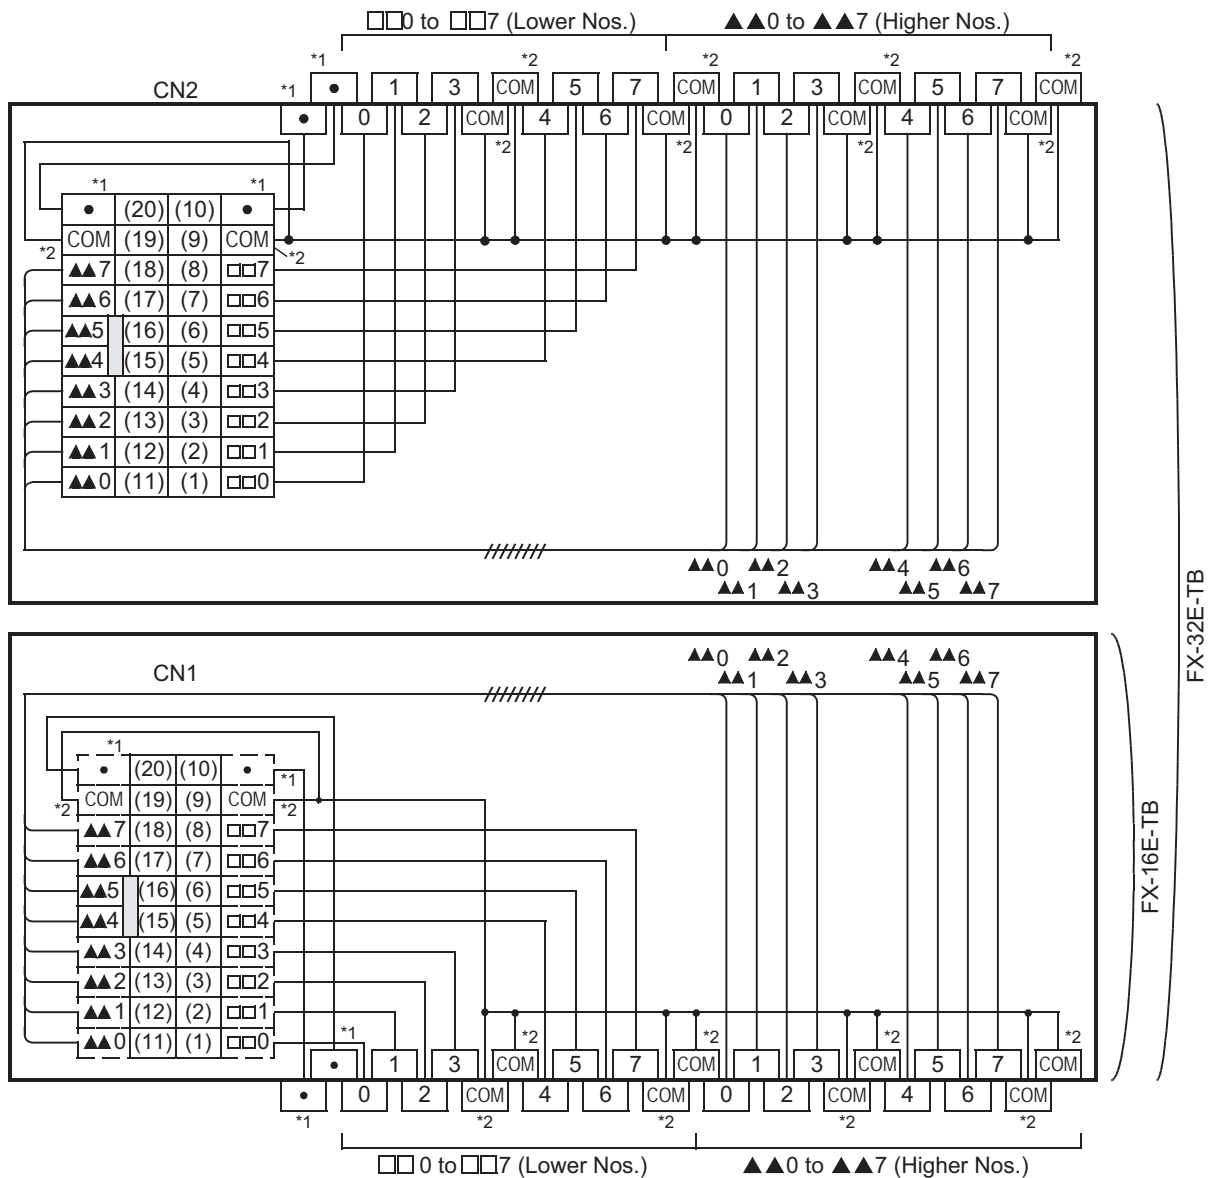 □□0 to □□7 (Lower Nos.) ▲▲0 to ▲▲7 (Higher Nos.)
*1 *2 *2 *2 *2 *2
CN2 *1 • 1 3 COM 5 7 COM 1 3 COM 5 7 COM
• 0 2 COM 4 6 COM 0 2 COM 4 6 COM
*2 *2 *2 *2
*1 *1
• (20) (10) •
COM (19) (9) COM
*2 *2
▲▲7 (18) (8) □□7
▲▲6 (17) (7) □□6
▲▲5 (16) (6) □□5
▲▲4 (15) (5) □□4
▲▲3 (14) (4) □□3
▲▲2 (13) (3) □□2
▲▲1 (12) (2) □□1
▲▲0 (11) (1) □□0
▲▲0 ▲▲2 ▲▲4 ▲▲6
▲▲1 ▲▲3 ▲▲5 ▲▲7
FX-32E-TB
CN1
▲▲0 ▲▲2 ▲▲4 ▲▲6
▲▲1 ▲▲3 ▲▲5 ▲▲7
*1
• (20) (10) • *1
*2 COM (19) (9) COM *2
▲▲7 (18) (8) □□7
▲▲6 (17) (7) □□6
▲▲5 (16) (6) □□5
▲▲4 (15) (5) □□4
▲▲3 (14) (4) □□3
▲▲2 (13) (3) □□2
▲▲1 (12) (2) □□1
▲▲0 (11) (1) □□0
FX-16E-TB
*1 *2 *2 *2 *2
• 1 3 COM 5 7 COM 1 3 COM 5 7 COM
• 0 2 COM 4 6 COM 0 2 COM 4 6 COM
*1 *2 *2 *2 *2
□□0 to □□7 (Lower Nos.) ▲▲0 to ▲▲7 (Higher Nos.)